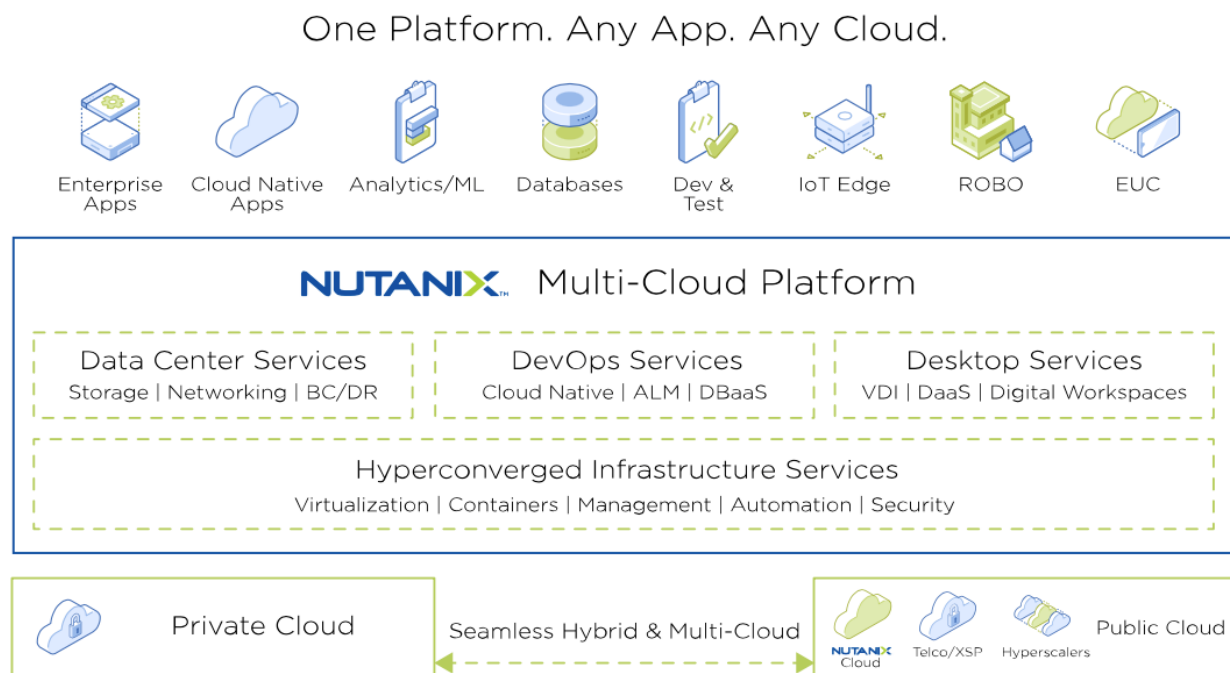 One Platform. Any App. Any Cloud.
Enterprise Apps
Cloud Native Apps
Analytics/ML
Databases
Dev & Test
IoT Edge
ROBO
EUC
</>
NUTANIX™ Multi-Cloud Platform
Data Center Services
Storage | Networking | BC/DR
DevOps Services
Cloud Native | ALM | DBaaS
Desktop Services
VDI | DaaS | Digital Workspaces
Hyperconverged Infrastructure Services
Virtualization | Containers | Management | Automation | Security
Private Cloud
Seamless Hybrid & Multi-Cloud
NUTANIX
Cloud
Telco/XSP
Hyperscalers
Public Cloud